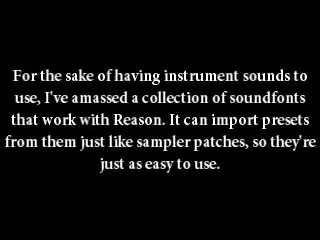 For the sake of having instrument sounds to
use, I've amassed a collection of soundfonts
that work with Reason. It can import presets
from them just like sampler patches, so they're
just as easy to use.